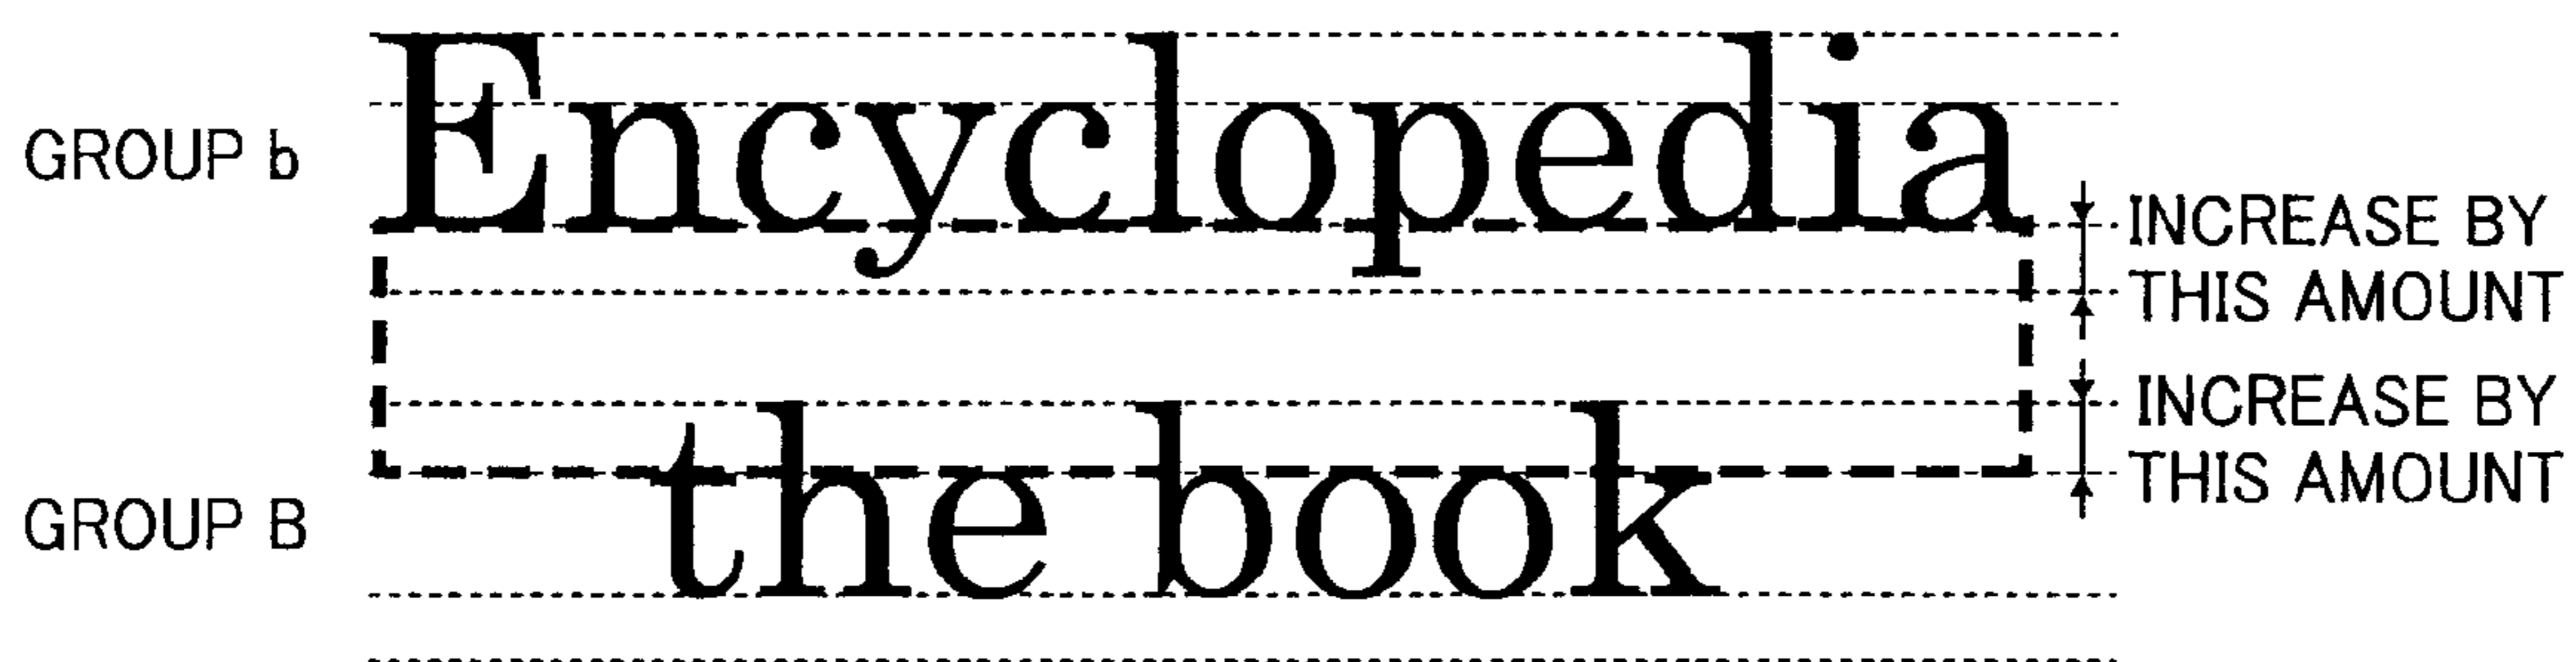 Encyclopedia
GROUP b
INCREASE BY
THIS AMOUNT
INCREASE BY
THIS AMOUNT
the book
GROUP B